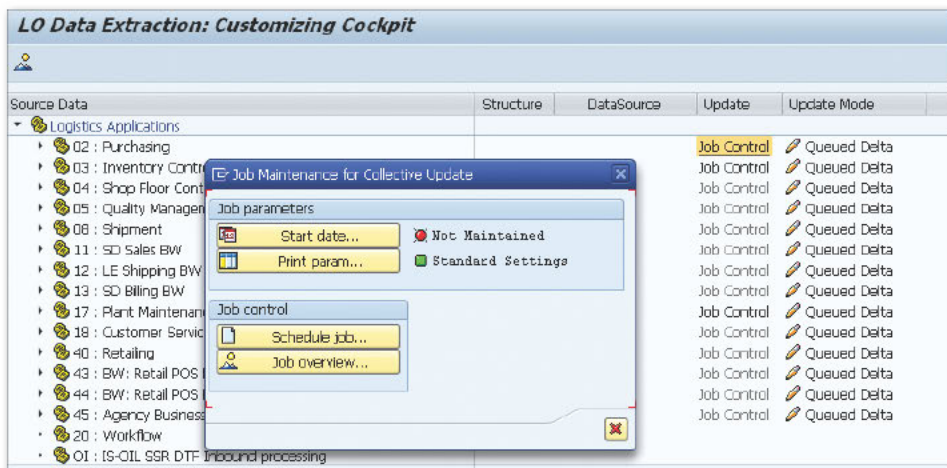 LO Data Extraction: Customizing Cockpit
Source Data Structure DataSource Update Update Mode
Logistics Applications
02 : Purchasing Job Control Queued Delta
03 : Inventory Contr Job Control Queued Delta
04 : Shop Floor Cont Job Control Queued Delta
05 : Quality Managem Job Control Queued Delta
08 : Shipment Job Control Queued Delta
11 : SD Sales BW Job Control Queued Delta
12 : LE Shipping BW Job Control Queued Delta
13 : SD Billing BW Job Control Queued Delta
17 : Plant Maintenan Job Control Queued Delta
18 : Customer Servic Job Control Queued Delta
40 : Retailing Job Control Queued Delta
43 : BW: Retail POS Job Control Queued Delta
44 : BW: Retail POS Job Control Queued Delta
45 : Agency Business Job Control Queued Delta
20 : Workflow
OI : IS-OIL SSR DTF Inbound processing
Job Maintenance for Collective Update
Job parameters
Start date... Not Maintained
Print param... Standard Settings
Job control
Schedule job...
Job overview...